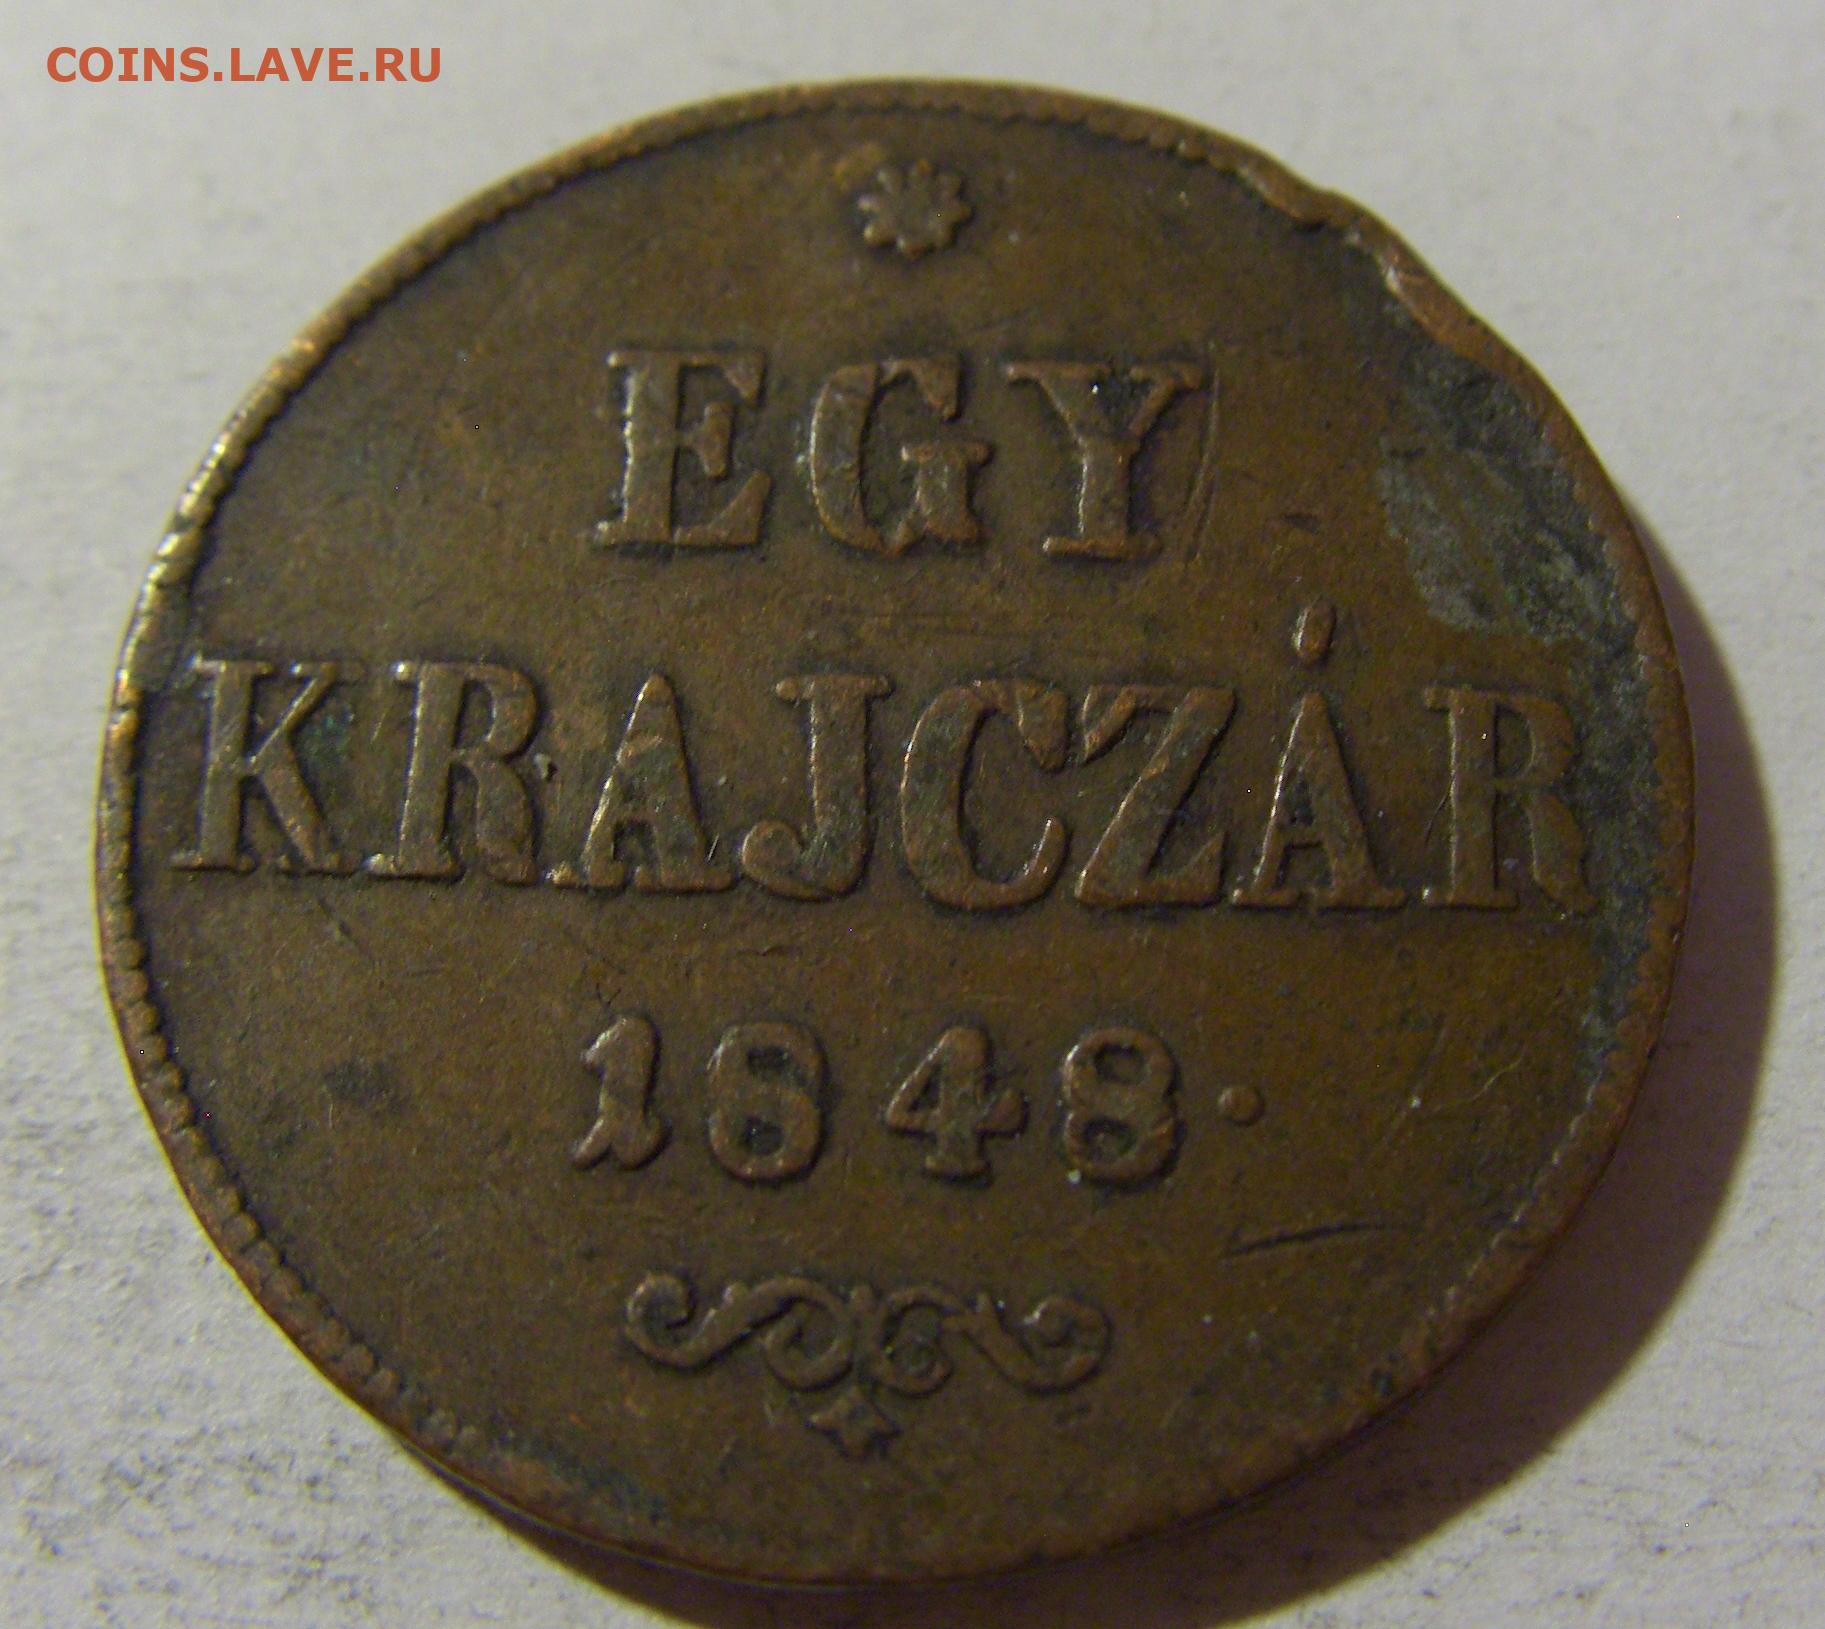 COINS.LAVE.RU
EGY
KRAJCZÁR
1848.